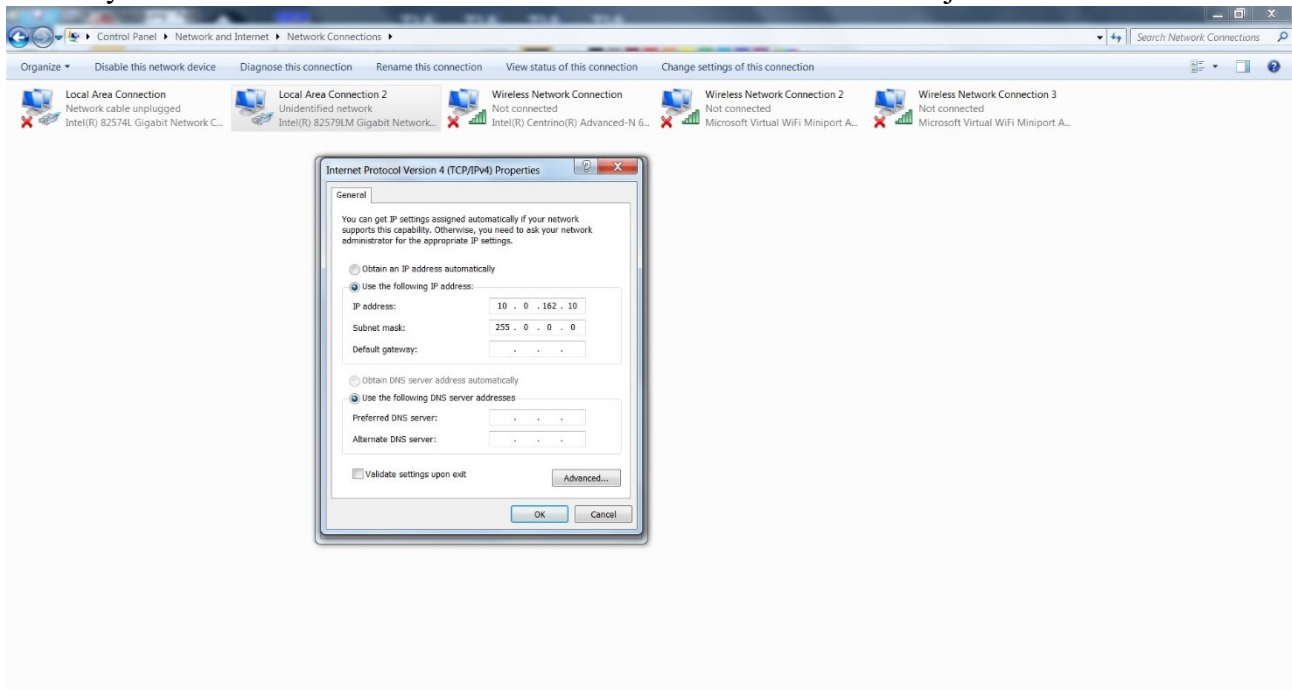 Control Panel Network and Internet Network Connections Search Network Connections
Organize Disable this network device Diagnose this connection Rename this connection View status of this connection Change settings of this connection
Local Area Connection
Network cable unplugged
Intel(R) 82574L Gigabit Network C...
Local Area Connection 2
Unidentified network
Intel(R) 82579LM Gigabit Network...
Wireless Network Connection
Not connected
Intel(R) Centrino(R) Advanced-N 6...
Wireless Network Connection 2
Not connected
Microsoft Virtual WiFi Miniport A...
Wireless Network Connection 3
Not connected
Microsoft Virtual WiFi Miniport A...
Internet Protocol Version 4 (TCP/IPv4) Properties
General
You can get IP settings assigned automatically if your network
supports this capability. Otherwise, you need to ask your network
administrator for the appropriate IP settings.
Obtain an IP address automatically
Use the following IP address:
IP address: 10 . 0 . 162 . 10
Subnet mask: 255 . 0 . 0 . 0
Default gateway: . . .
Obtain DNS server address automatically
Use the following DNS server addresses
Preferred DNS server: . . .
Alternate DNS server: . . .
Validate settings upon exit
Advanced...
OK Cancel